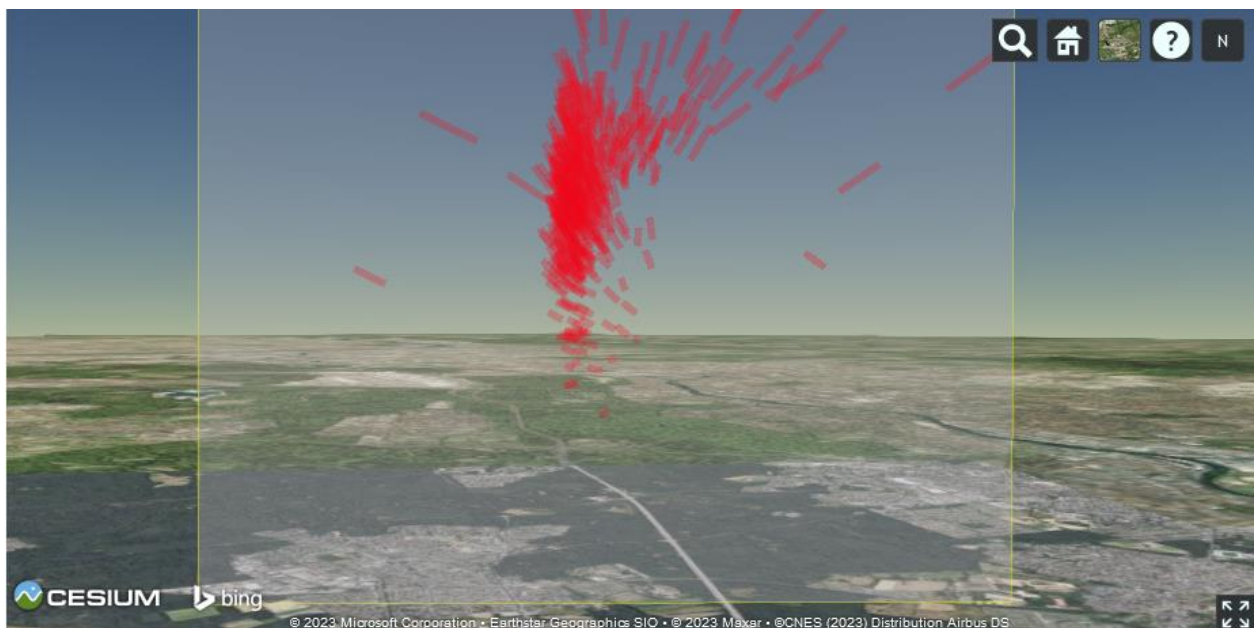 ?
N
CESIUM
bing
© 2023 Microsoft Corporation • Earthstar Geographics SIO • © 2023 Maxar • ©CNES (2023) Distribution Airbus DS